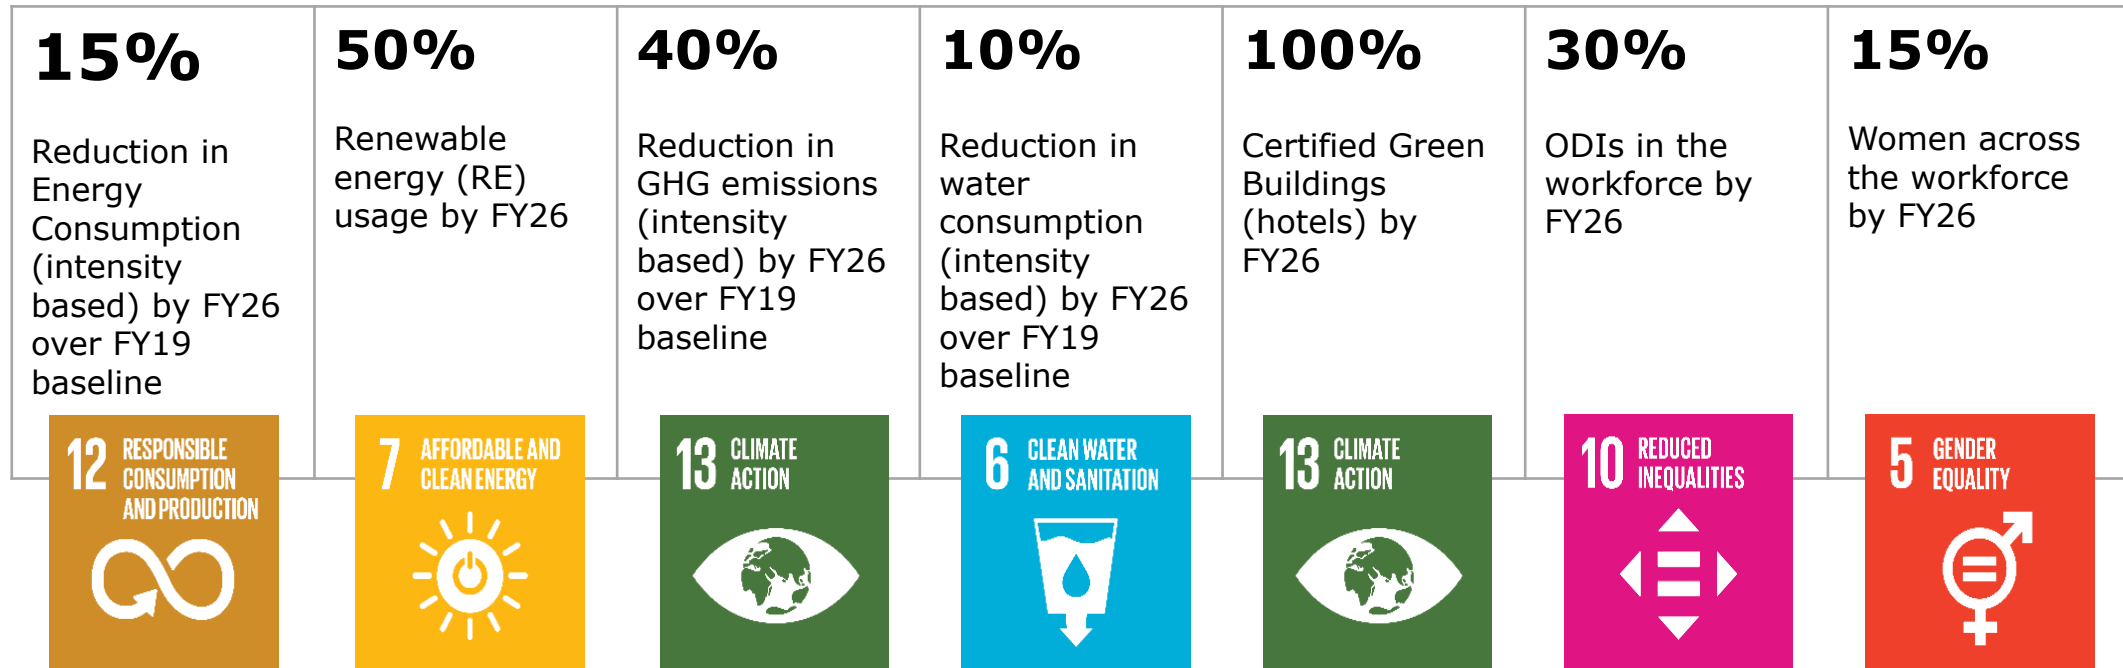 15%
Reduction in
Energy
Consumption
(intensity
based) by FY26
over FY19
baseline
12 RESPONSIBLE
CONSUMPTION
AND PRODUCTION
50%
Renewable
energy (RE)
usage by FY26
7 AFFORDABLE AND
CLEAN ENERGY
40%
Reduction in
GHG emissions
(intensity
based) by FY26
over FY19
baseline
13 CLIMATE
ACTION
10%
Reduction in
water
consumption
(intensity
based) by FY26
over FY19
baseline
6 CLEAN WATER
AND SANITATION
100%
Certified Green
Buildings
(hotels) by
FY26
13 CLIMATE
ACTION
30%
ODIs in the
workforce by
FY26
10 REDUCED
INEQUALITIES
15%
Women across
the workforce
by FY26
5 GENDER
EQUALITY